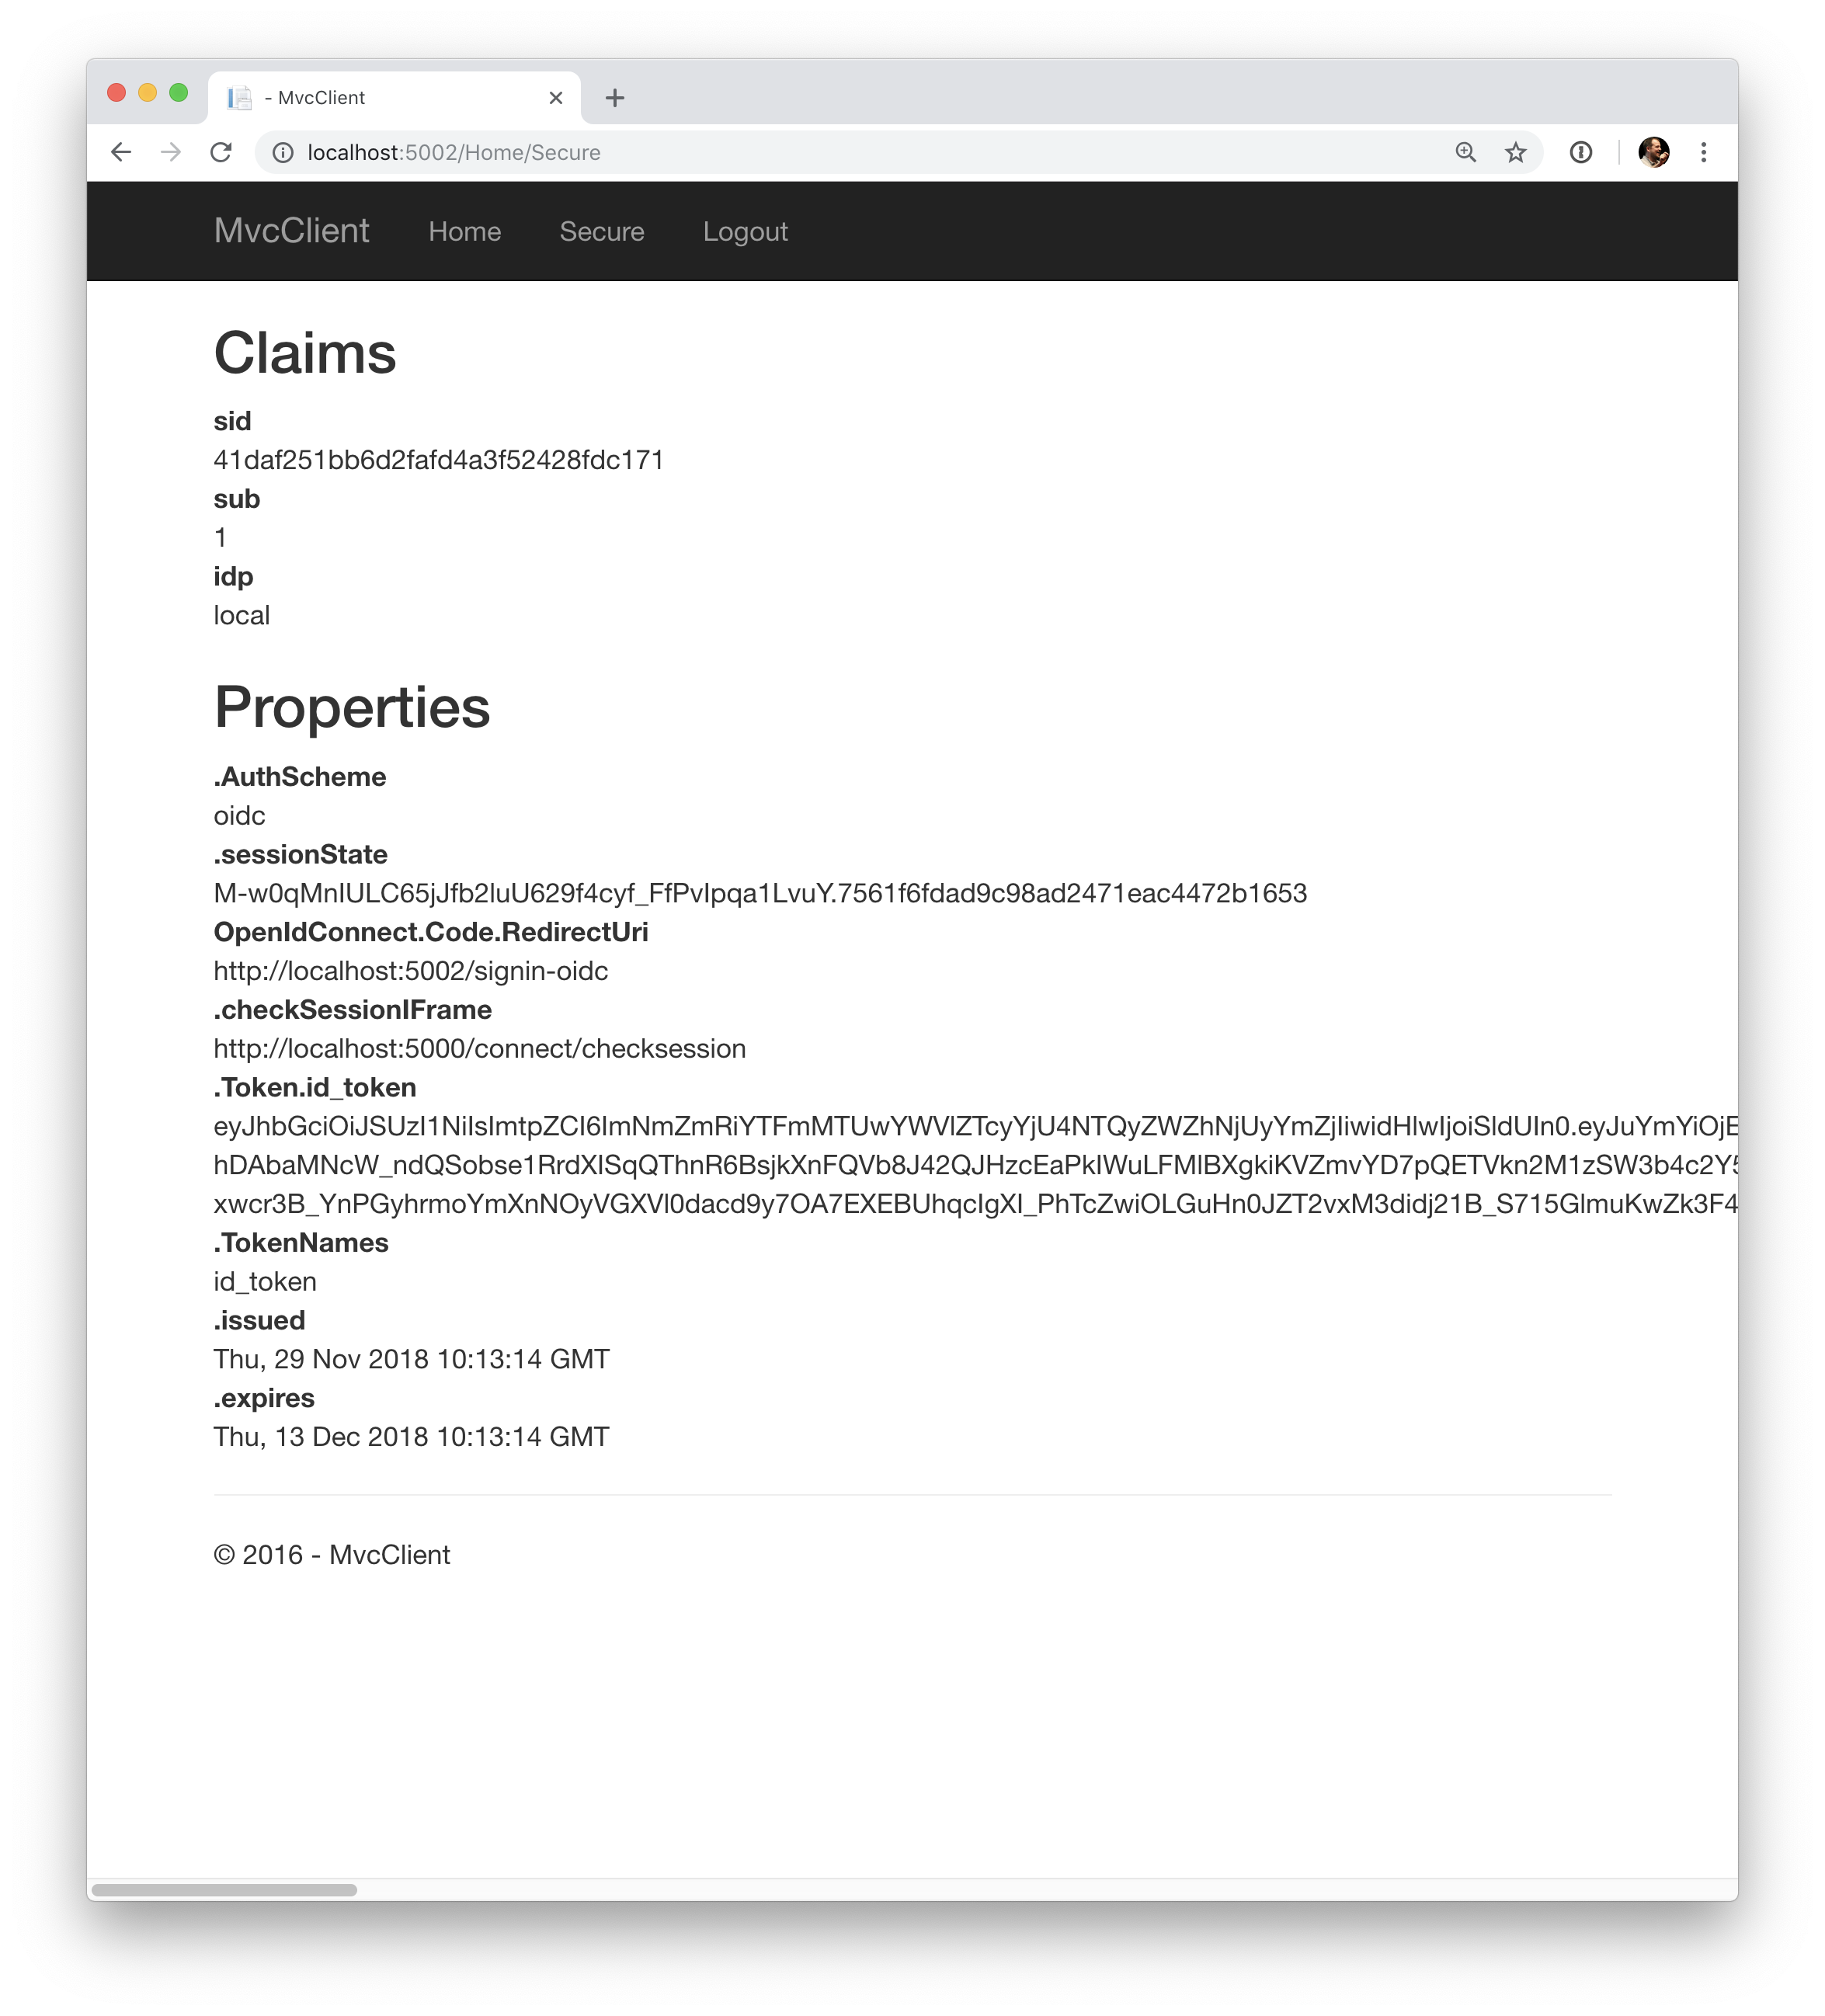 - MvcClient
localhost:5002/Home/Secure
MvcClient Home Secure Logout
Claims
sid
41daf251bb6d2fafd4a3f52428fdc171
sub
1
idp
local
Properties
.AuthScheme
oidc
.sessionState
M-w0qMnIULC65jJfb2luU629f4cyf_FfPvIpqa1LvuY.7561f6fdad9c98ad2471eac4472b1653
OpenIdConnect.Code.RedirectUri
http://localhost:5002/signin-oidc
.checkSessionIFrame
http://localhost:5000/connect/checksession
.Token.id_token
eyJhbGciOiJSUzI1NiIsImtpZCI6ImNmZmRiYTFmMTUwYWVlZTcyYjU4NTQyZWZhNjUyYmZjIiwidHlwIjoiSldUIn0.eyJuYmYiOjE
hDAbaMNcW_ndQSobse1RrdXISqQThnR6BsjkXnFQVb8J42QJHzcEaPkIWuLFMlBXgkiKVZmvYD7pQETVkn2M1zSW3b4c2Y5
xwcr3B_YnPGyhrmoYmXnNOyVGXVl0dacd9y7OA7EXEBUhqcIgXI_PhTcZwiOLGuHn0JZT2vxM3didj21B_S715GlmuKwZk3F4
.TokenNames
id_token
.issued
Thu, 29 Nov 2018 10:13:14 GMT
.expires
Thu, 13 Dec 2018 10:13:14 GMT
© 2016 - MvcClient